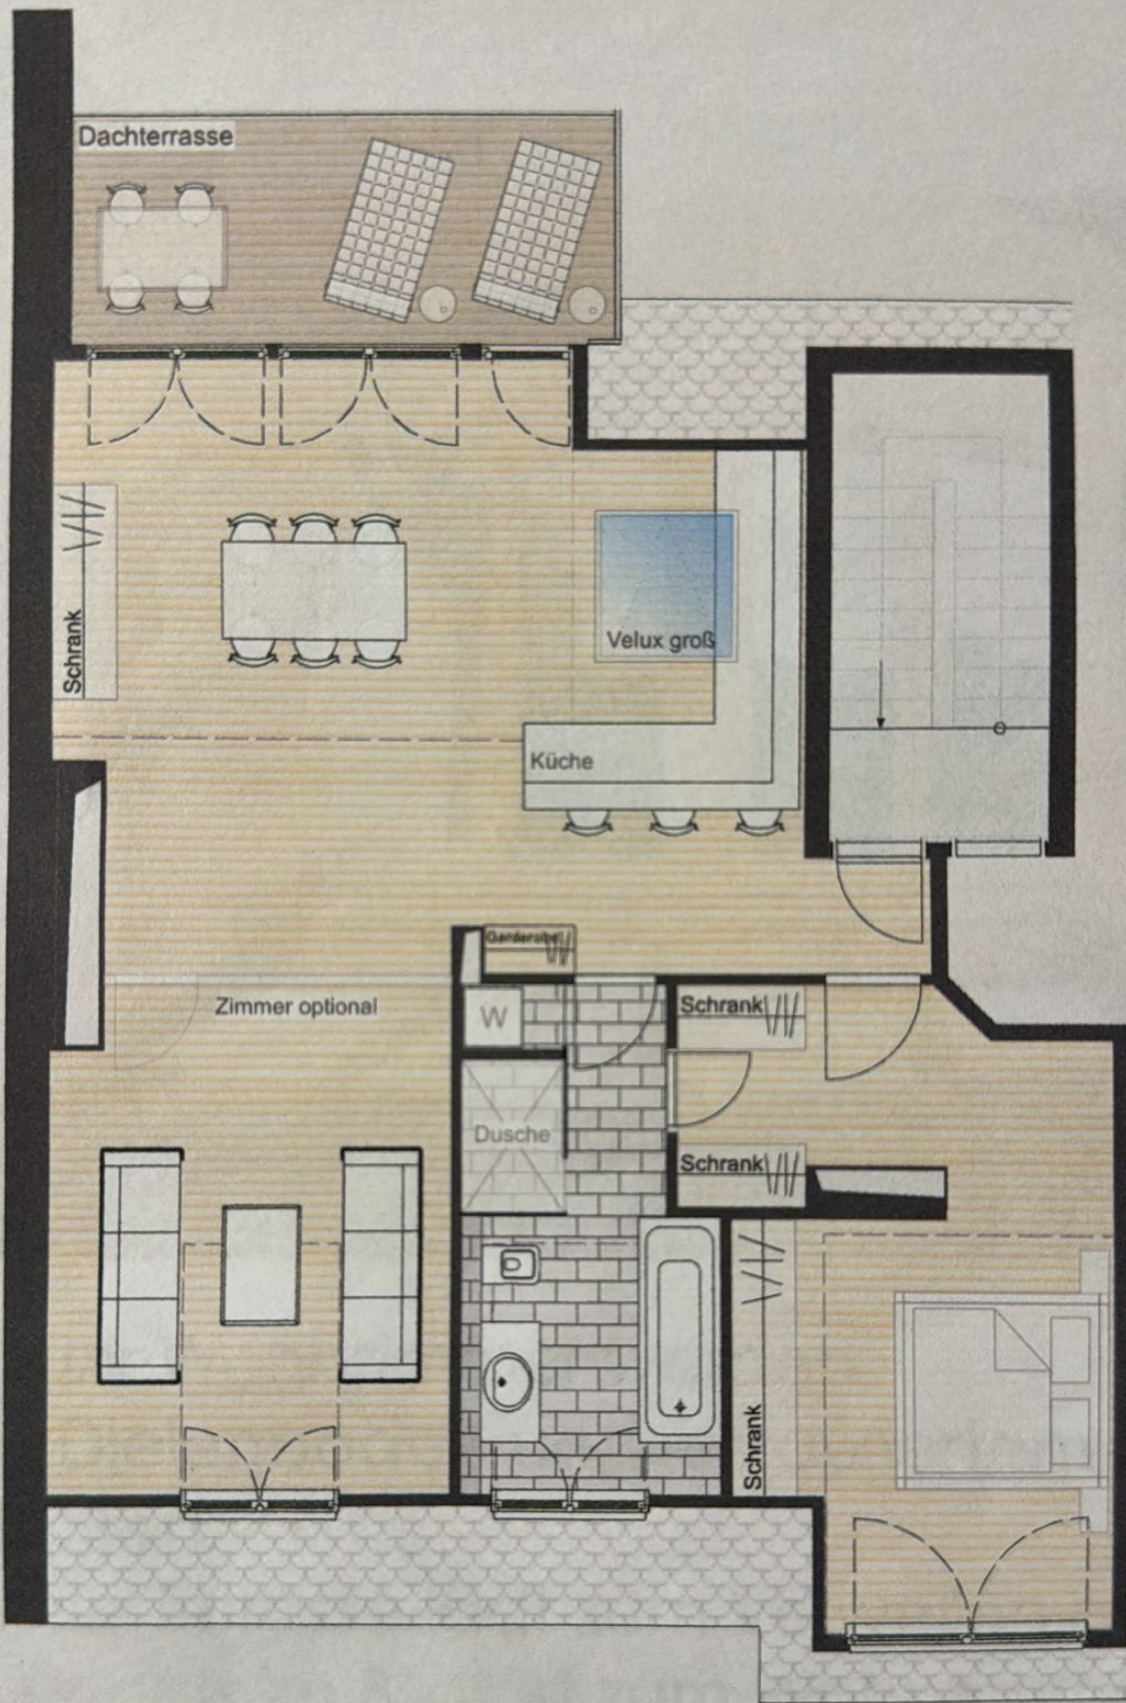 Dachterrasse
Schrank
Velux groß
Küche
Garderobe
Zimmer optional
W
Schrank
Dusche
Schrank
Schrank